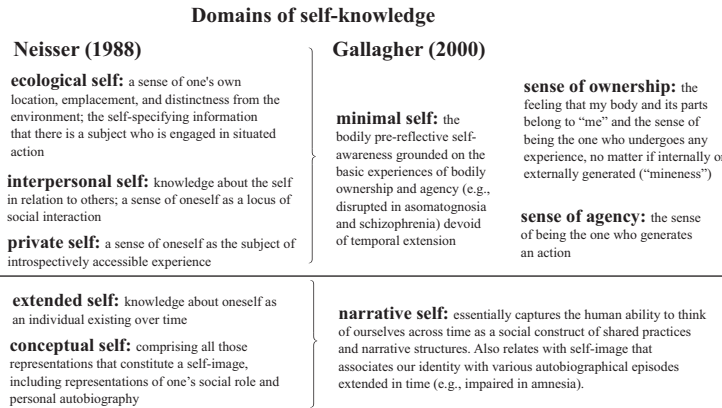 Domains of self-knowledge
Neisser (1988)
ecological self: a sense of one's own
location, emplacement, and distinctness from the
environment; the self-specifying information
that there is a subject who is engaged in situated
action
interpersonal self: knowledge about the self
in relation to others; a sense of oneself as a locus of
social interaction
private self: a sense of oneself as the subject of
introspectively accessible experience
Gallagher (2000)
minimal self: the
bodily pre-reflective self-
awareness grounded on the
basic experiences of bodily
ownership and agency (e.g.,
disrupted in asomatognosia
and schizophrenia) devoid
of temporal extension
sense of ownership: the
feeling that my body and its parts
belong to “me” and the sense of
being the one who undergoes any
experience, no matter if internally or
externally generated (“mineness”)
sense of agency: the sense
of being the one who generates
an action
extended self: knowledge about oneself as
an individual existing over time
conceptual self: comprising all those
representations that constitute a self-image,
including representations of one’s social role and
personal autobiography
narrative self: essentially captures the human ability to think
of ourselves across time as a social construct of shared practices
and narrative structures. Also relates with self-image that
associates our identity with various autobiographical episodes
extended in time (e.g., impaired in amnesia).